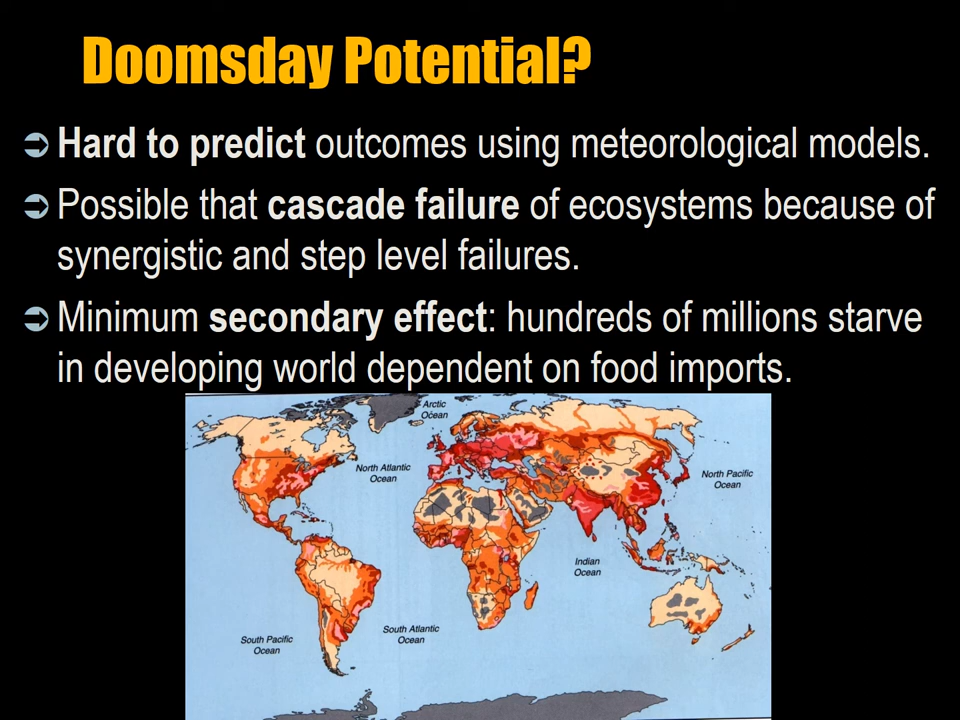 Doomsday Potential?
Hard to predict outcomes using meteorological models.
Possible that cascade failure of ecosystems because of
synergistic and step level failures.
Minimum secondary effect: hundreds of millions starve
in developing world dependent on food imports.
Arctic
Ocean
North Atlantic
Ocean
North Pacific
Ocean
Indian
Ocean
South Atlantic
Ocean
South Pacific
Ocean